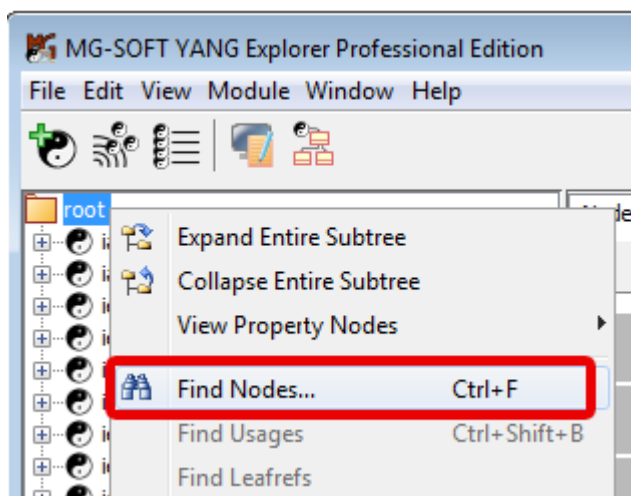 MG-SOFT YANG Explorer Professional Edition
File Edit View Module Window Help
root
Expand Entire Subtree
Collapse Entire Subtree
View Property Nodes
Find Nodes... Ctrl+F
Find Usages Ctrl+Shift+B
Find Leafrefs